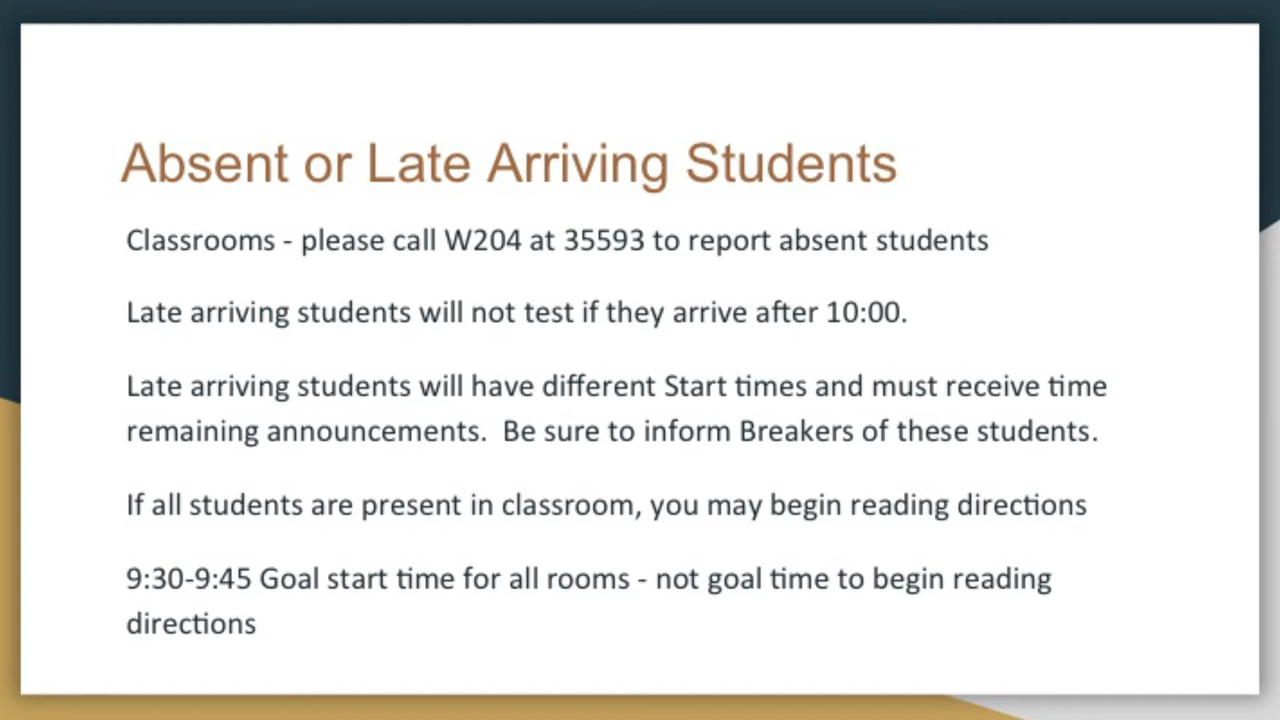 Absent or Late Arriving Students
Classrooms - please call W204 at 35593 to report absent students
Late arriving students will not test if they arrive after 10:00.
Late arriving students will have different Start times and must receive time
remaining announcements.  Be sure to inform Breakers of these students.
If all students are present in classroom, you may begin reading directions
9:30-9:45 Goal start time for all rooms - not goal time to begin reading
directions